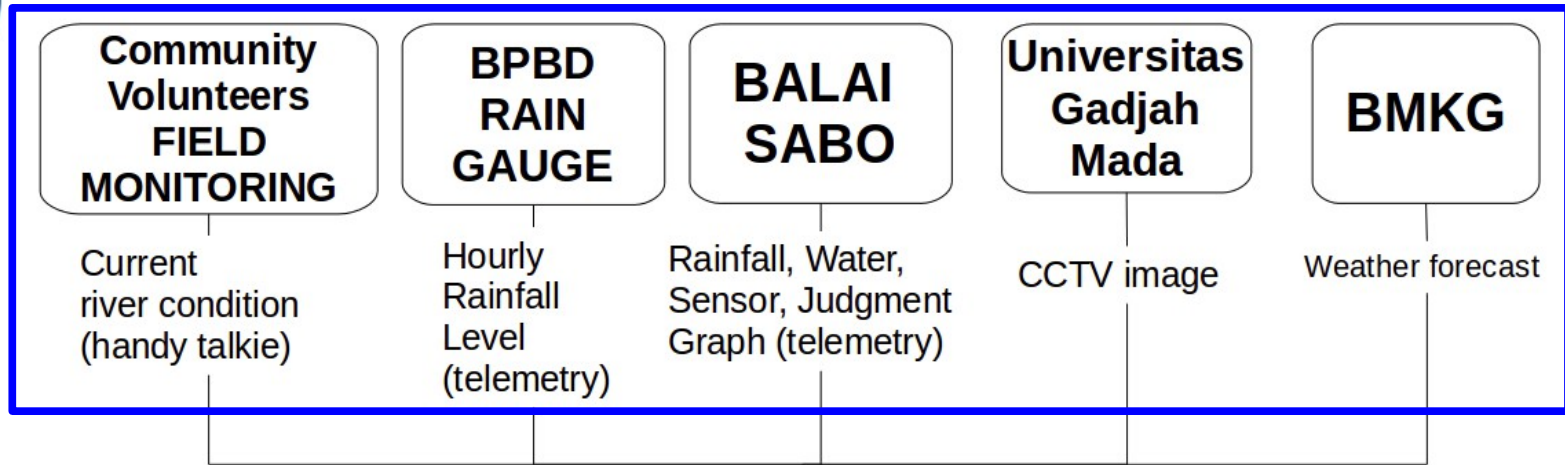 Community
Volunteers
FIELD
MONITORING
BPBD
RAIN
GAUGE
BALAI
SABO
Universitas
Gadjah
Mada
BMKG
Current
river condition
(handy talkie)
Hourly
Rainfall
Level
(telemetry)
Rainfall, Water,
Sensor, Judgment
Graph (telemetry)
CCTV image
Weather forecast